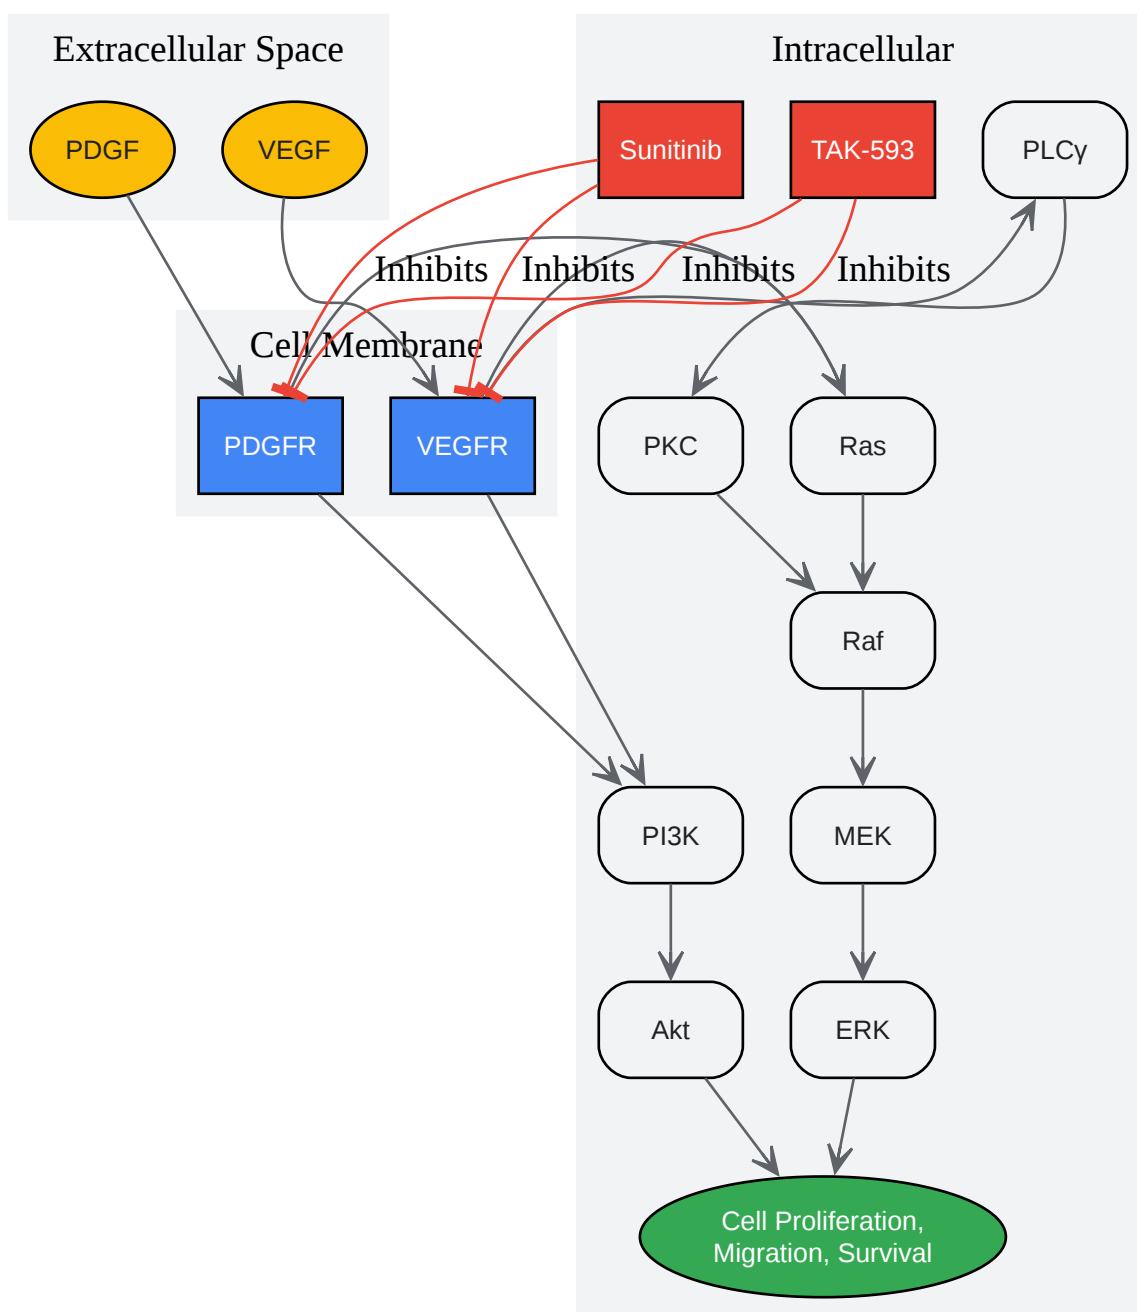 Extracellular Space
Intracellular
PDGF
VEGF
Sunitinib
TAK-593
PLCγ
Inhibits
Inhibits
Inhibits
Inhibits
Cell Membrane
PDGFR
VEGFR
PKC
Ras
Raf
PI3K
MEK
Akt
ERK
Cell Proliferation,
Migration, Survival